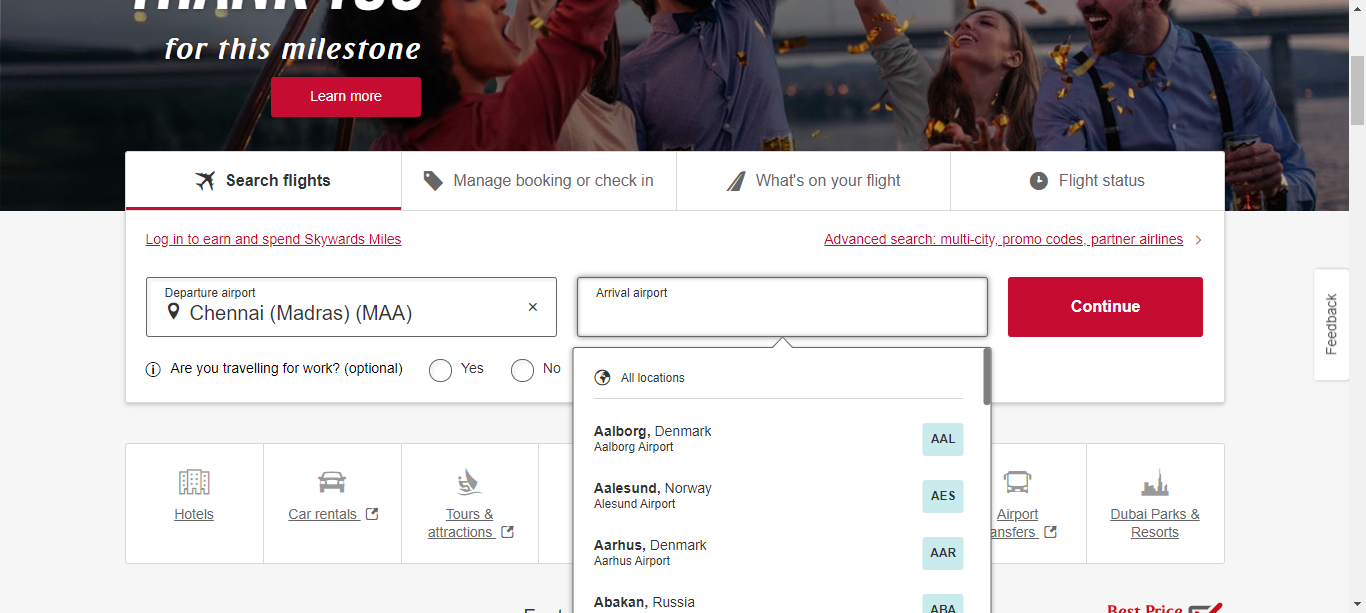 THANK YOU
for this milestone
Learn more
Search flights
Manage booking or check in
What's on your flight
Flight status
Log in to earn and spend Skywards Miles
Advanced search: multi-city, promo codes, partner airlines
Departure airport
Chennai (Madras) (MAA)
Arrival airport
Continue
Feedback
Are you travelling for work? (optional)
Yes
No
All locations
Aalborg, Denmark
Aalborg Airport
AAL
Aalesund, Norway
Alesund Airport
AES
Aarhus, Denmark
Aarhus Airport
AAR
Abakan, Russia
ABA
Hotels
Car rentals
Tours &
attractions
Airport
ansfers
Dubai Parks &
Resorts
Best Price